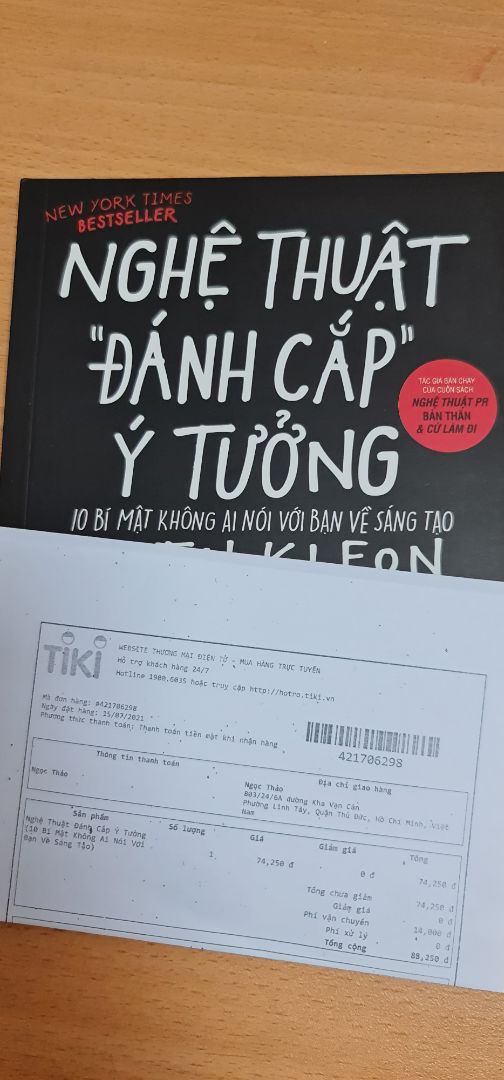 NEW YORK TIMES
BESTSELLER
NGHỆ THUẬT
"ĐÁNH CẮP"
Ý TƯỞNG
TÁC GIẢ BÁN CHẠY
CỦA CUỐN SÁCH
NGHỆ THUẬT PR
BẢN THÂN
& CỨ LÀM ĐI
10 BÍ MẬT KHÔNG AI NÓI VỚI BẠN VỀ SÁNG TẠO
KLEON
TIKI
WEBSITE THƯƠNG MẠI ĐIỆN TỬ - MUA HÀNG TRỰC TUYẾN
Hỗ trợ khách hàng 24/7
Hotline 1900.6035 hoặc truy cập http://hotro.tiki.vn
Mã đơn hàng: #421706298
Ngày đặt hàng: 15/07/2021
Phương thức thanh toán: Thanh toán tiền mặt khi nhận hàng
421706298
Thông tin thanh toán
Địa chỉ giao hàng
Ngọc Thảo
Ngọc Thảo
B03/24/6A đường Kha Vạn Cân
Phường Linh Tây, Quận Thủ Đức, Hồ Chí Minh, Việt
Nam
Sản phẩm Số lượng Giá Giảm giá Tổng
Nghệ Thuật Đánh Cắp Ý Tưởng
(10 Bí Mật Không Ai Nói Với
Bạn Về Sáng Tạo)
1 74,250 đ 0 đ 74,250 đ
Tổng chưa giảm 74,250 đ
Giảm giá 0 đ
Phí vận chuyển 14,000 đ
Phí xử lý 0 đ
Tổng cộng 88,250 đ